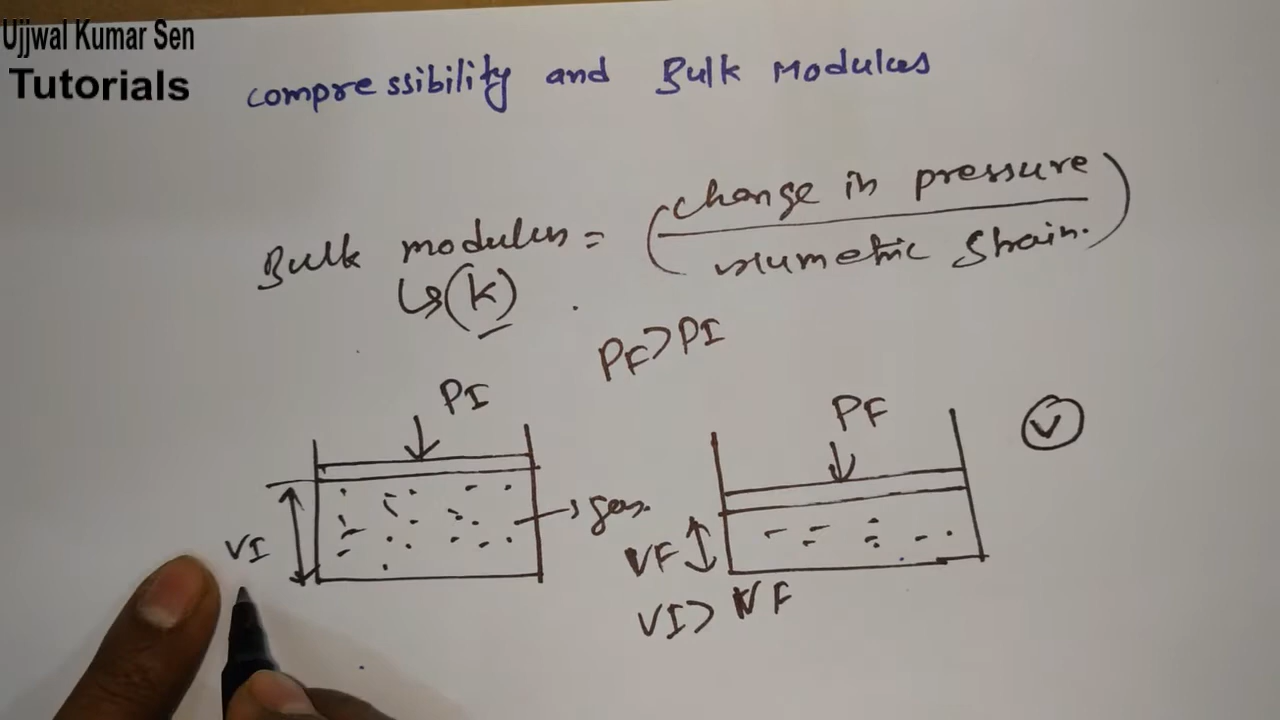 Ujjwal Kumar Sen
Tutorials
compressibility and Bulk Modulus
Bulk modulus = (change in pressure
volumetric strain.)
↳(k)
PF>PI
PI
PF
V
gas.
VI
VF
VI> VF